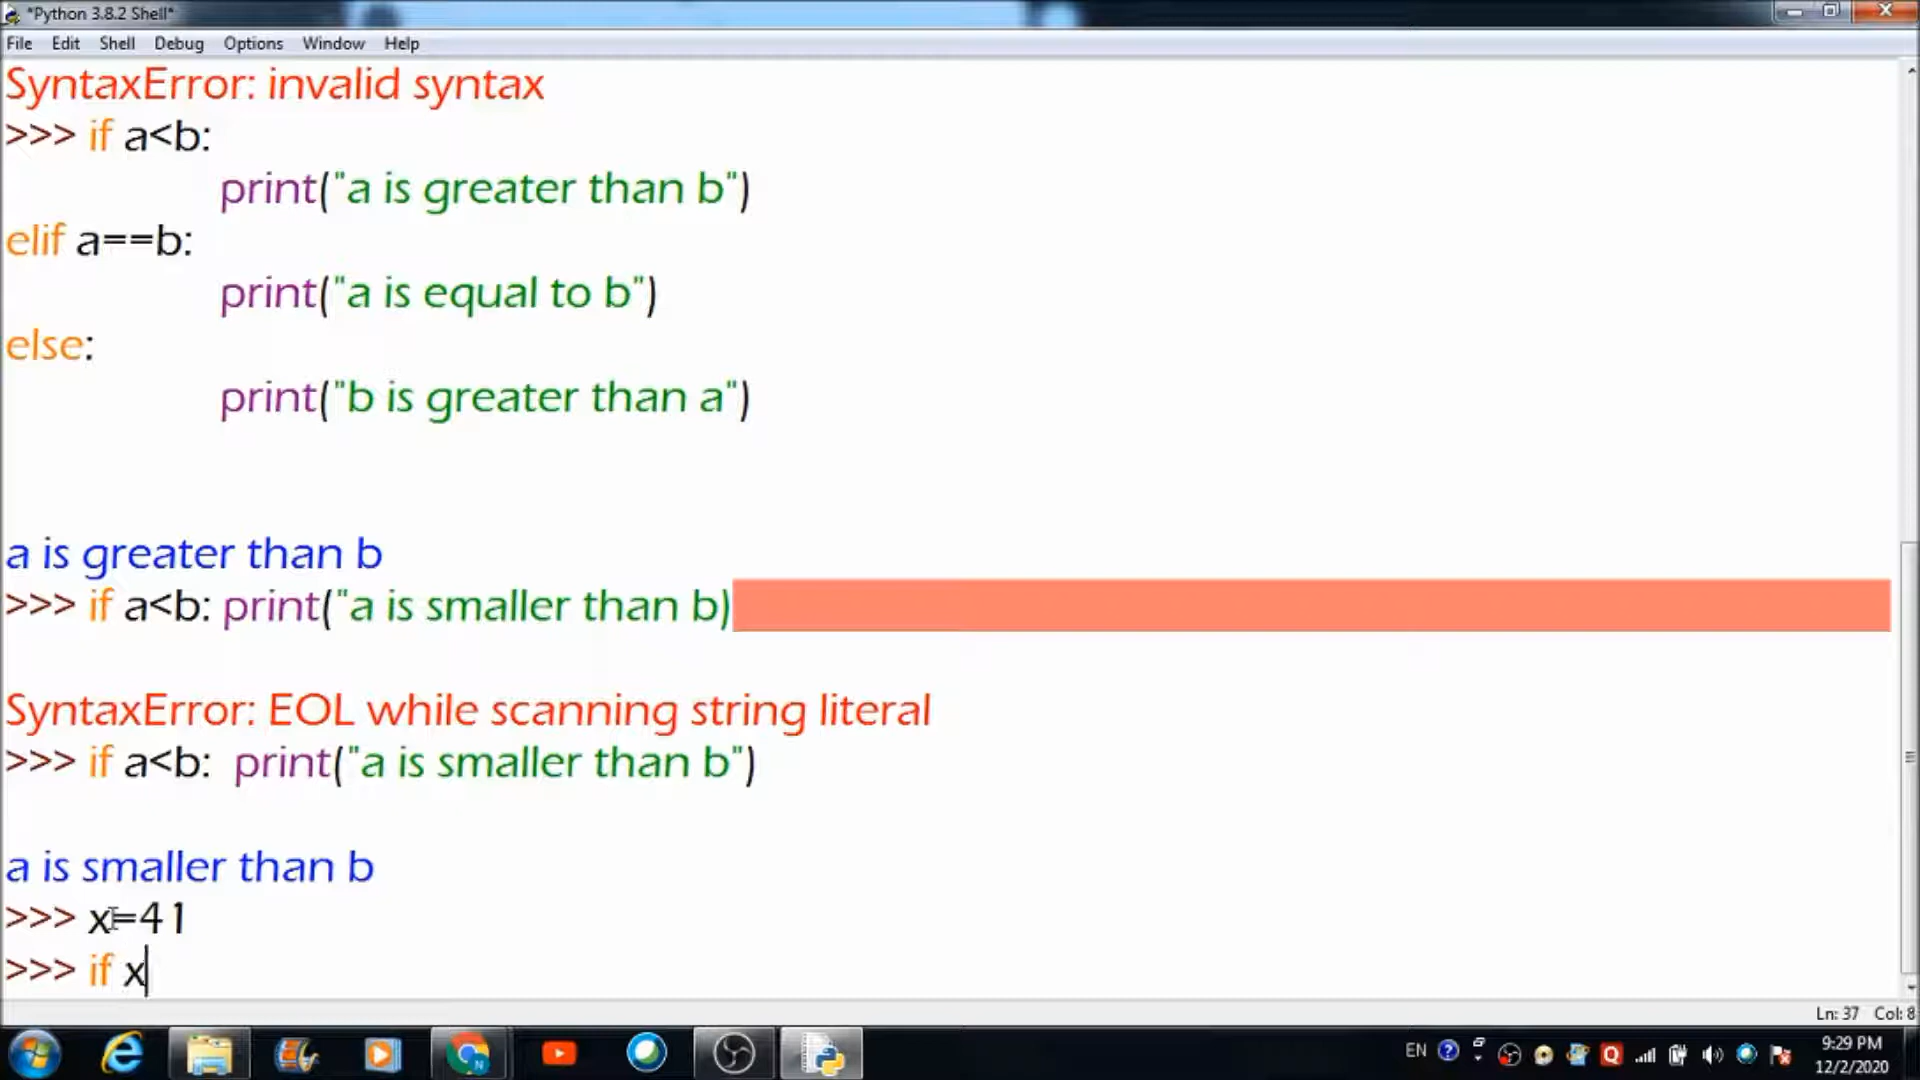 *Python 3.8.2 Shell*
File Edit Shell Debug Options Window Help
SyntaxError: invalid syntax
>>> if a<b:
print("a is greater than b")
elif a==b:
print("a is equal to b")
else:
print("b is greater than a")
a is greater than b
>>> if a<b: print("a is smaller than b)
SyntaxError: EOL while scanning string literal
>>> if a<b:  print("a is smaller than b")
a is smaller than b
>>> x=41
>>> if x
Ln: 37 Col: 8
EN
9:29 PM
12/2/2020